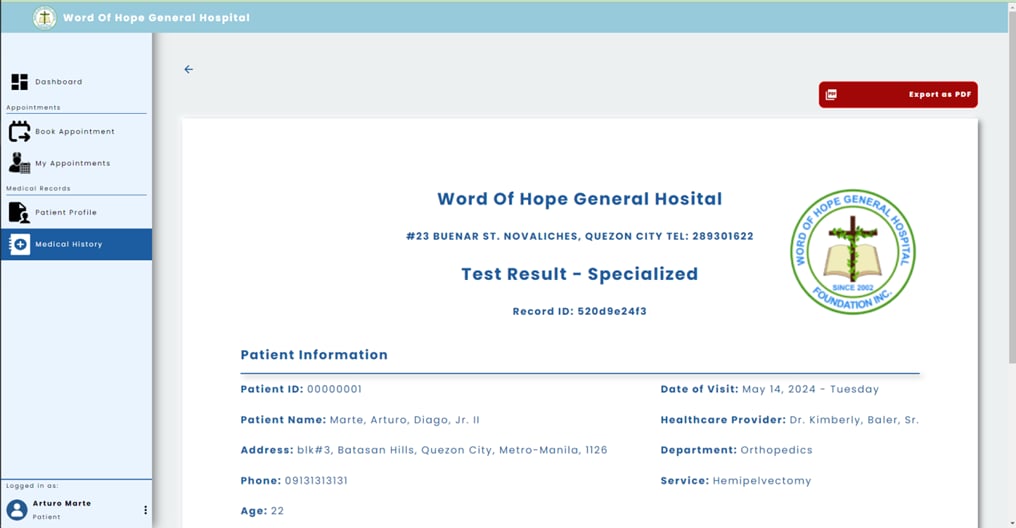 Word Of Hope General Hospital
Dashboard
Appointments
Book Appointment
My Appointments
Medical Records
Patient Profile
Medical History
Logged in as:
Arturo Marte
Patient
PDF
Export as PDF
Word Of Hope General Hosital
#23 BUENAR ST. NOVALICHES, QUEZON CITY TEL: 289301622
Test Result - Specialized
Record ID: 520d9e24f3
WORD OF HOPE GENERAL HOSPITAL
SINCE 2002
FOUNDATION INC.
Patient Information
Patient ID: 00000001
Date of Visit: May 14, 2024 - Tuesday
Patient Name: Marte, Arturo, Diago, Jr. II
Healthcare Provider: Dr. Kimberly, Baler, Sr.
Address: blk#3, Batasan Hills, Quezon City, Metro-Manila, 1126
Department: Orthopedics
Phone: 09131313131
Service: Hemipelvectomy
Age: 22